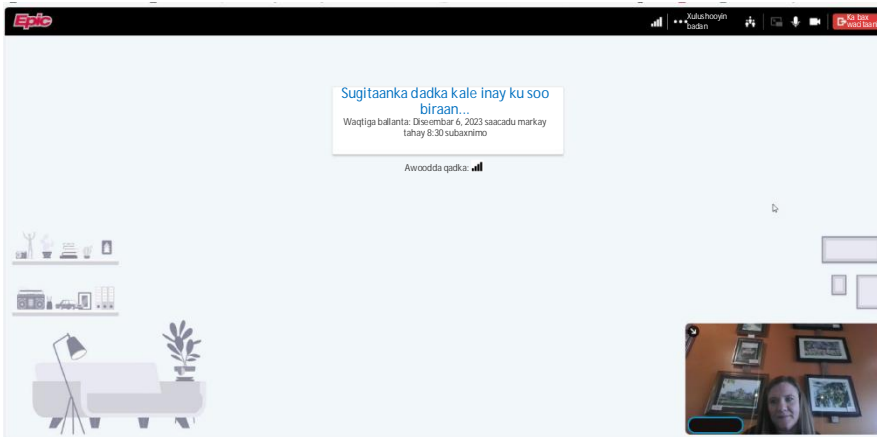 Epic
Xulushooyin
badan
Ka bax
wacitaanka
Sugitaanka dadka kale inay ku soo
biraan...
Waqtiga ballanta: Diseembar 6, 2023 saacadu markay
tahay 8:30 subaxnimo
Awoodda qadka: